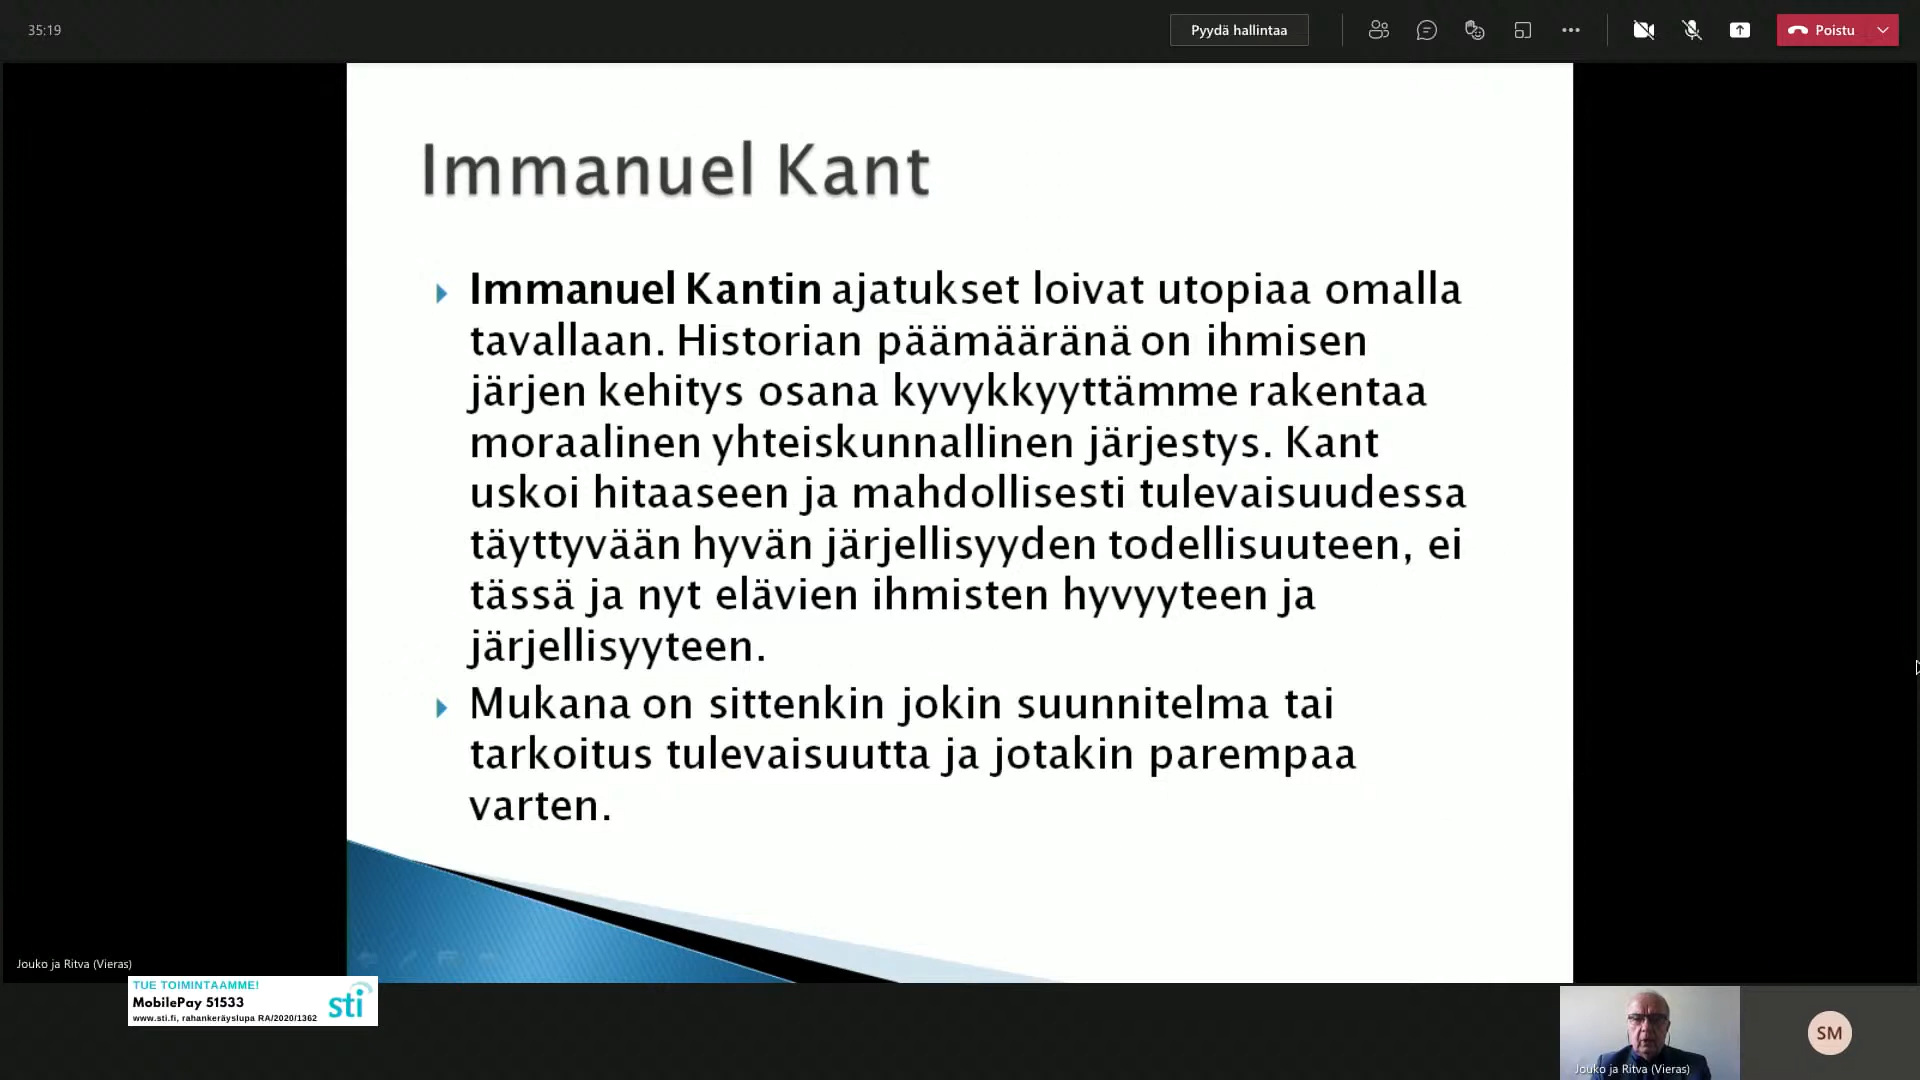 35:19
Pyydä hallintaa
Poistu
Immanuel Kant
Immanuel Kantin ajatukset loivat utopiaa omalla
tavallaan. Historian päämääränä on ihmisen
järjen kehitys osana kyvykkyyttämme rakentaa
moraalinen yhteiskunnallinen järjestys. Kant
uskoi hitaaseen ja mahdollisesti tulevaisuudessa
täyttyvään hyvän järjellisyyden todellisuuteen, ei
tässä ja nyt elävien ihmisten hyvyyteen ja
järjellisyyteen.
Mukana on sittenkin jokin suunnitelma tai
tarkoitus tulevaisuutta ja jotakin parempaa
varten.
Jouko ja Ritva (Vieras)
TUE TOIMINTAAMME!
MobilePay 51533
www.sti.fi, rahankeräyslupa RA/2020/1362
sti
Jouko ja Ritva (Vieras)
SM